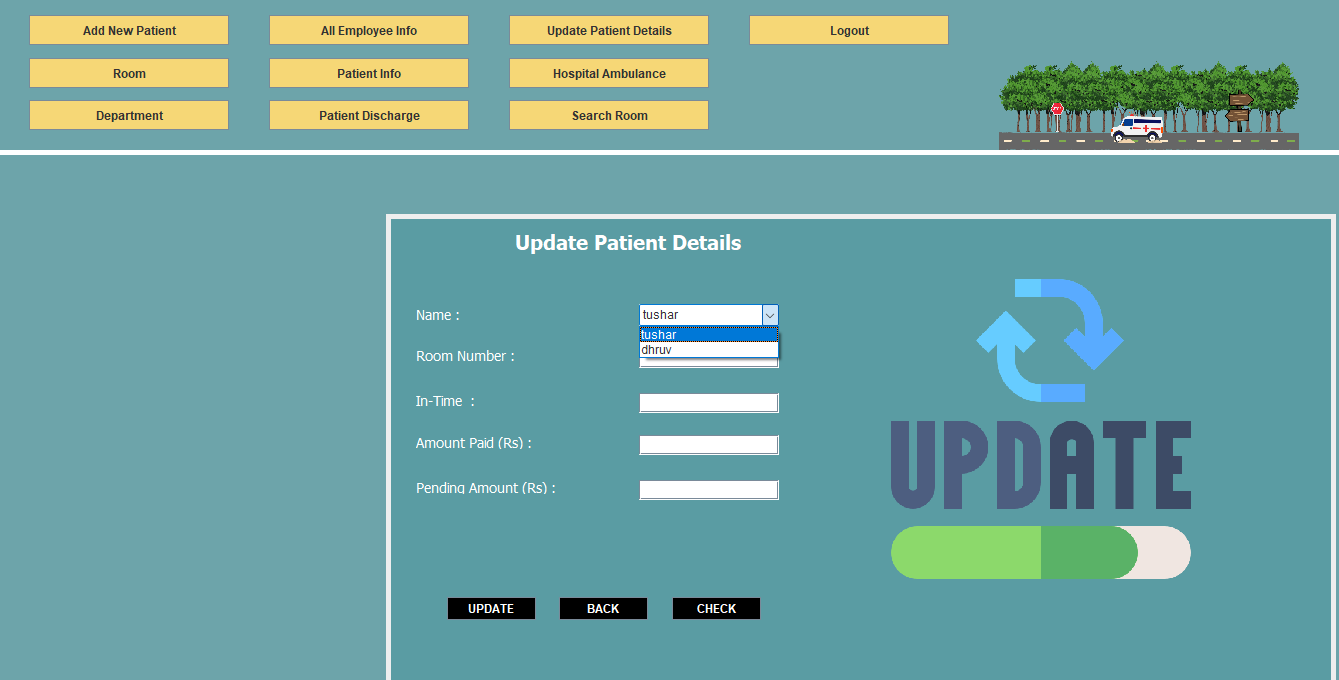 Add New Patient All Employee Info Update Patient Details Logout
Room Patient Info Hospital Ambulance
Department Patient Discharge Search Room
Update Patient Details
Name : tushar
tushar
dhruv
Room Number :
In-Time :
Amount Paid (Rs) :
Pending Amount (Rs) :
UPDATE
UPDATE BACK CHECK